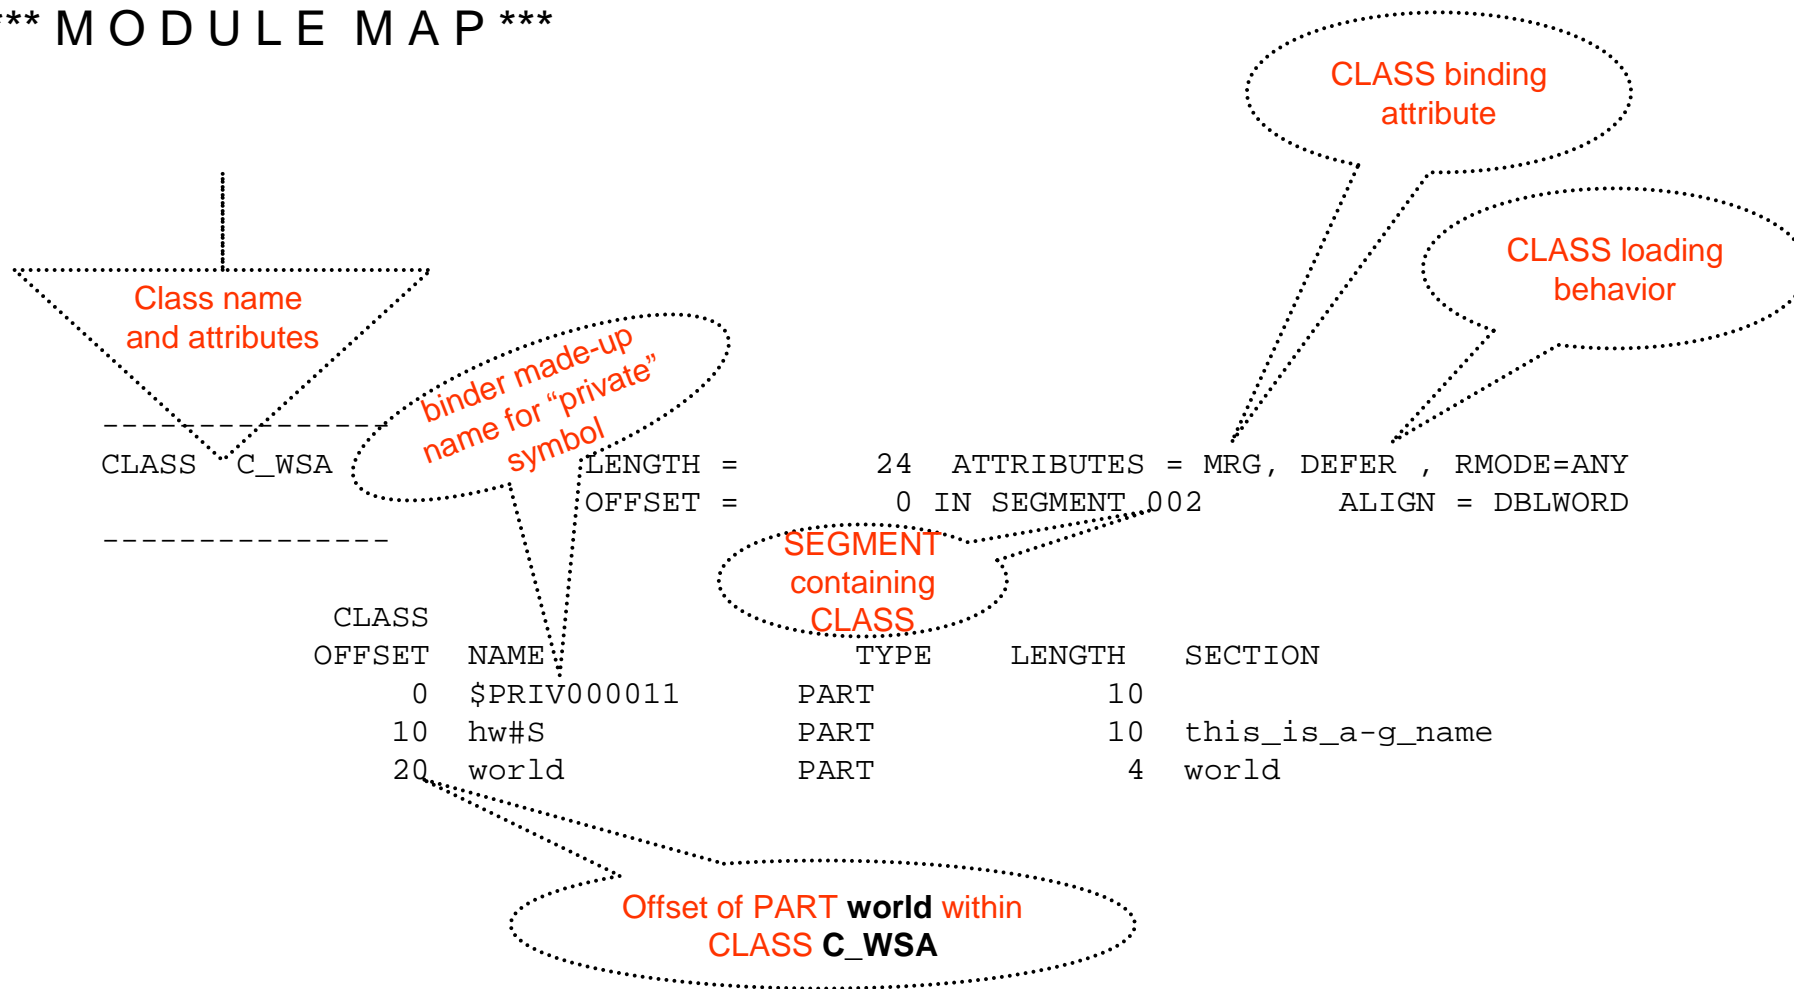 *** M O D U L E  M A P ***
CLASS binding
attribute
CLASS loading
behavior
Class name
and attributes
binder made-up
name for “private”
symbol
---------------
CLASS  C_WSA  LENGTH =  24  ATTRIBUTES = MRG, DEFER , RMODE=ANY
OFFSET =  0 IN SEGMENT 002  ALIGN = DBLWORD
---------------
SEGMENT
containing
CLASS
CLASS
OFFSET  NAME  TYPE  LENGTH  SECTION
0  $PRIV000011  PART  10
10  hw#S  PART  10  this_is_a-g_name
20  world  PART  4  world
Offset of PART world within
CLASS C_WSA